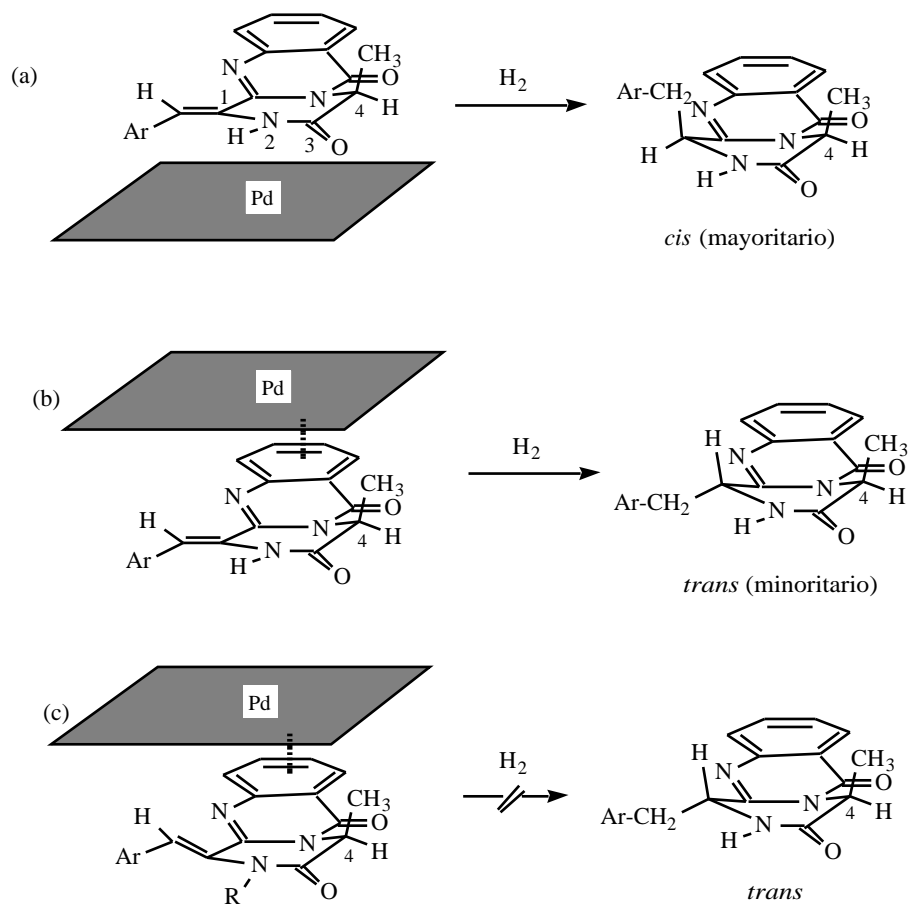 (a)
H
Ar
N
1
H
N
2
3
O
N
4
H
CH3
O
Pd
H2
Ar-CH2
N
H
H
N
N
O
CH3
O
H
4
cis (mayoritario)
(b)
Pd
H
Ar
N
H
N
O
N
CH3
O
H
4
H2
H
N
Ar-CH2
H
N
N
O
CH3
O
H
4
trans (minoritario)
(c)
Pd
H
Ar
N
N
R
O
N
CH3
O
H
4
H2
H
N
Ar-CH2
H
N
N
O
CH3
O
H
4
trans